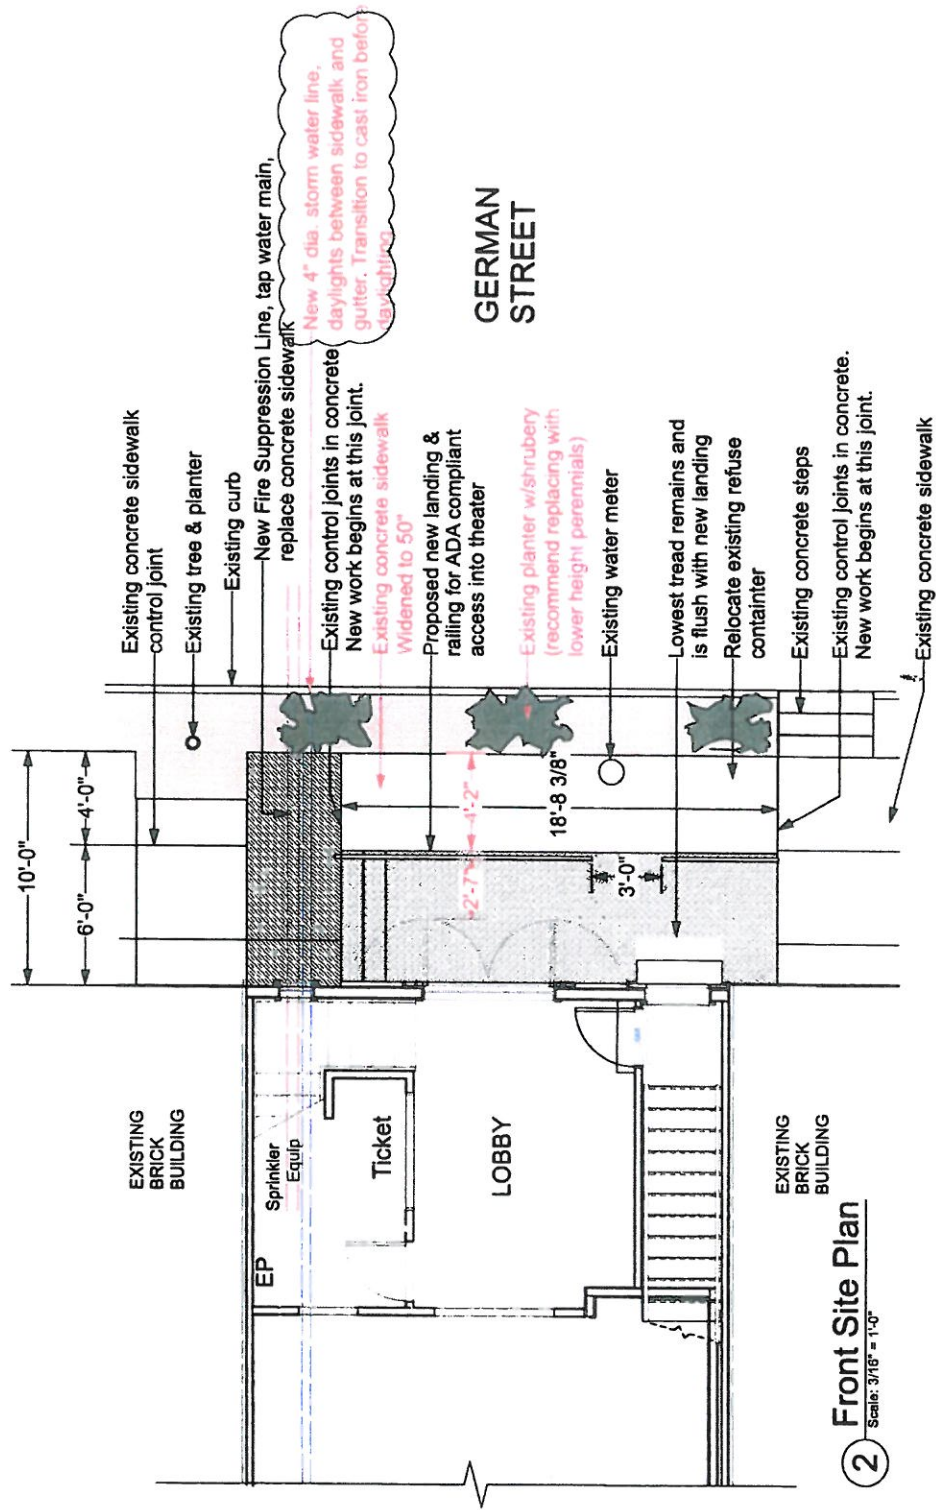 Existing concrete sidewalk
control joint
Existing tree & planter
Existing curb
New Fire Suppression Line, tap water main,
replace concrete sidewalk
New 4" dia. storm water line,
daylights between sidewalk and
gutter. Transition to cast iron before
daylighting
Existing control joints in concrete
New work begins at this joint.
Existing concrete sidewalk
Widened to 50"
Proposed new landing &
railing for ADA compliant
access into theater
Existing planter w/shrubery
(recommend replacing with
lower height perennials)
Existing water meter
Lowest tread remains and
is flush with new landing
Relocate existing refuse
containter
Existing concrete steps
Existing control joints in concrete.
New work begins at this joint.
Existing concrete sidewalk
GERMAN
STREET
10'-0"
6'-0"
4'-0"
2'-7"
4'-2"
18'-8 3/8"
3'-0"
EXISTING
BRICK
BUILDING
Sprinkler
Equip
EP
Ticket
LOBBY
EXISTING
BRICK
BUILDING
2
Front Site Plan
Scale: 3/16" = 1'-0"